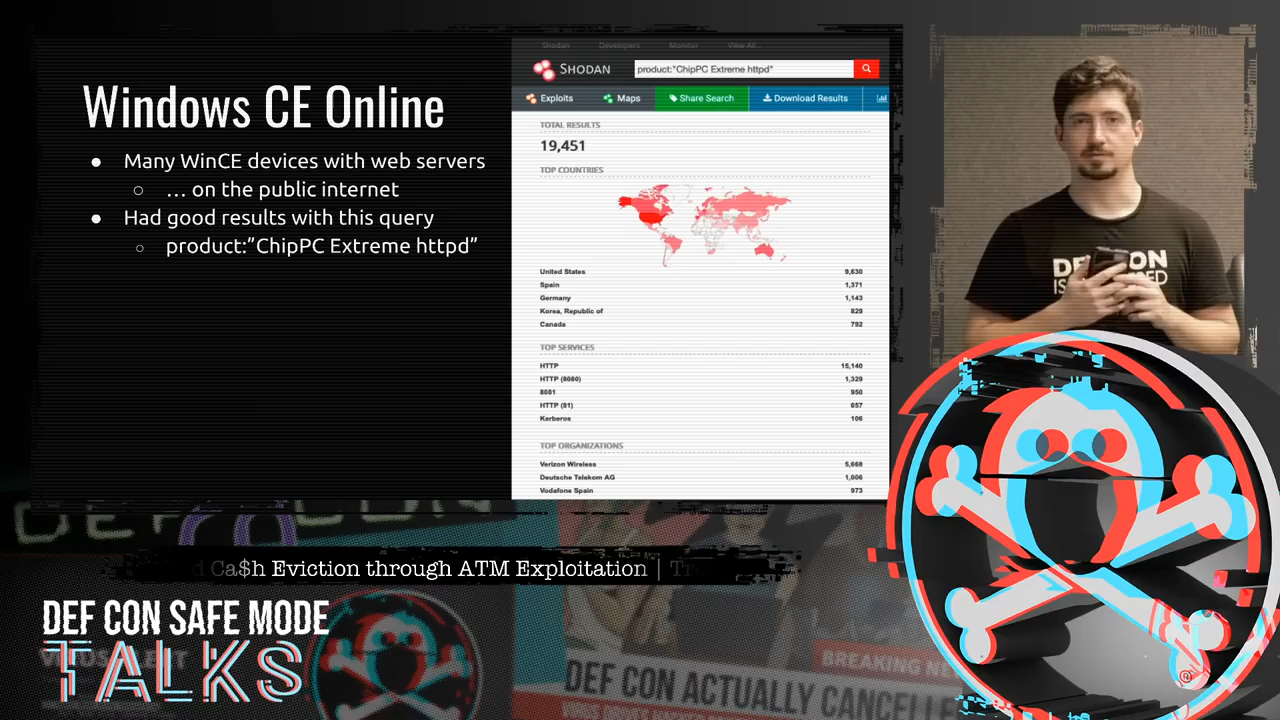 Windows CE Online
● Many WinCE devices with web servers
○ … on the public internet
● Had good results with this query
○ product:”ChipPC Extreme httpd”
Shodan Developers Monitor View All...
SHODAN
product:"ChipPC Extreme httpd"
Exploits Maps Share Search Download Results
TOTAL RESULTS
19,451
TOP COUNTRIES
United States 9,630
Spain 1,371
Germany 1,143
Korea, Republic of 829
Canada 792
TOP SERVICES
HTTP 15,140
HTTP (8080) 1,329
8081 950
HTTP (81) 657
Kerberos 106
TOP ORGANIZATIONS
Verizon Wireless 5,668
Deutsche Telekom AG 1,006
Vodafone Spain 973
DEF CON
Ca$h Eviction through ATM Exploitation |
DEF CON SAFE MODE
TALKS
BREAKING NE
DEF CON ACTUALLY CANCELLE
®